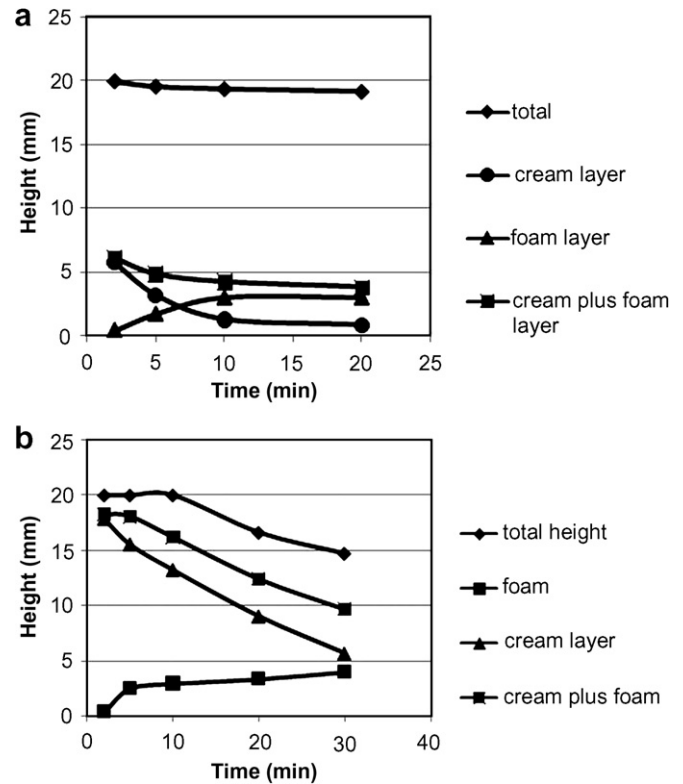 a
25
20
15
10
5
0
Height (mm)
0 5 10 15 20 25
Time (min)
total
cream layer
foam layer
cream plus foam
layer
b
25
20
15
10
5
0
Height (mm)
0 10 20 30 40
Time (min)
total height
foam
cream layer
cream plus foam